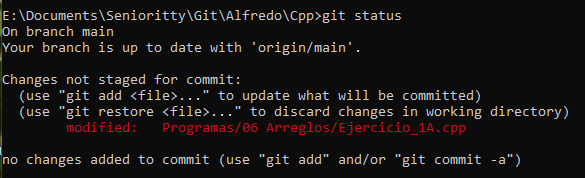 E:\Documents\Senioritty\Git\Alfredo\Cpp>git status
On branch main
Your branch is up to date with 'origin/main'.
Changes not staged for commit:
(use "git add <file>..." to update what will be committed)
(use "git restore <file>..." to discard changes in working directory)
modified:   Programas/06 Arreglos/Ejercicio_1A.cpp
no changes added to commit (use "git add" and/or "git commit -a")